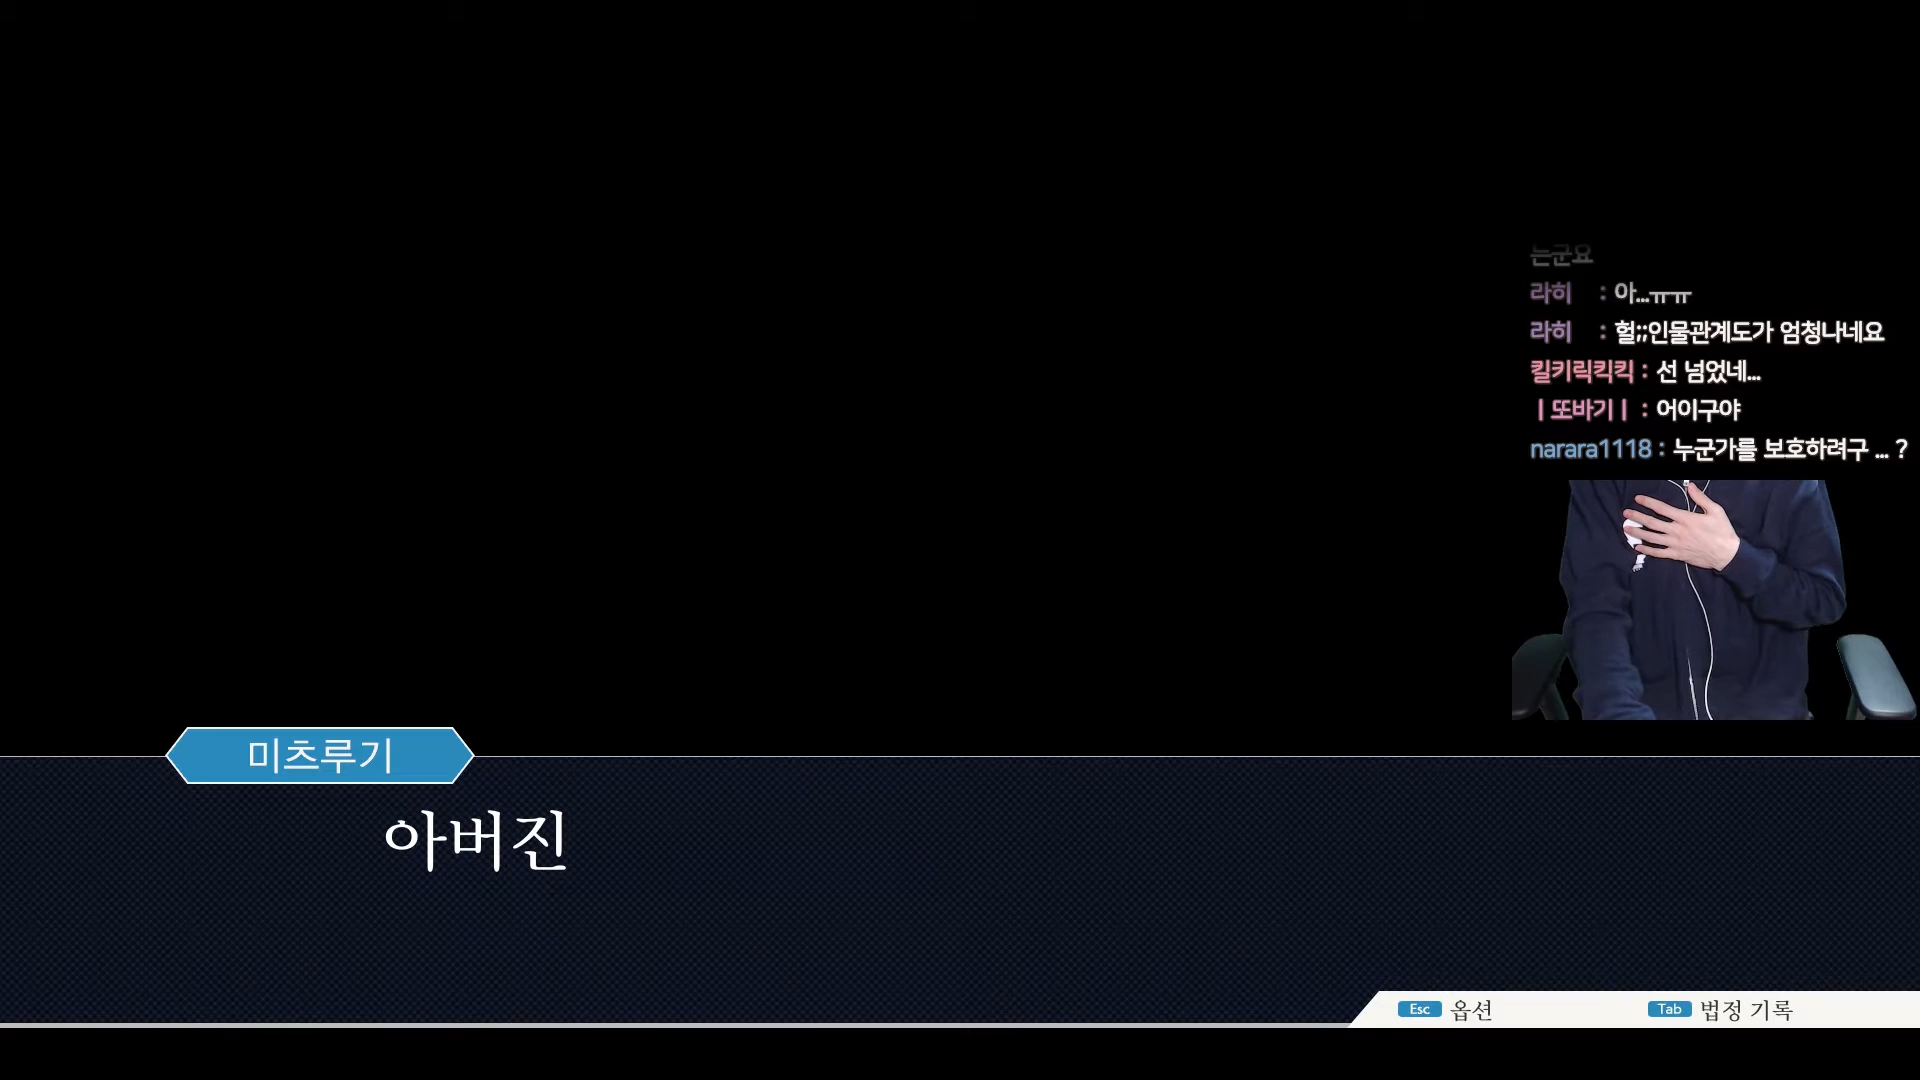 는군요
라히 : 아...ㅠㅠ
라히 : 헐;;인물관계도가 엄청나네요
킬키릭킥킥 : 선 넘었네...
ㅣ또바기ㅣ : 어이구야
narara1118 : 누군가를 보호하려구 ... ?
미츠루기
아버진
Esc 옵션
Tab 법정 기록